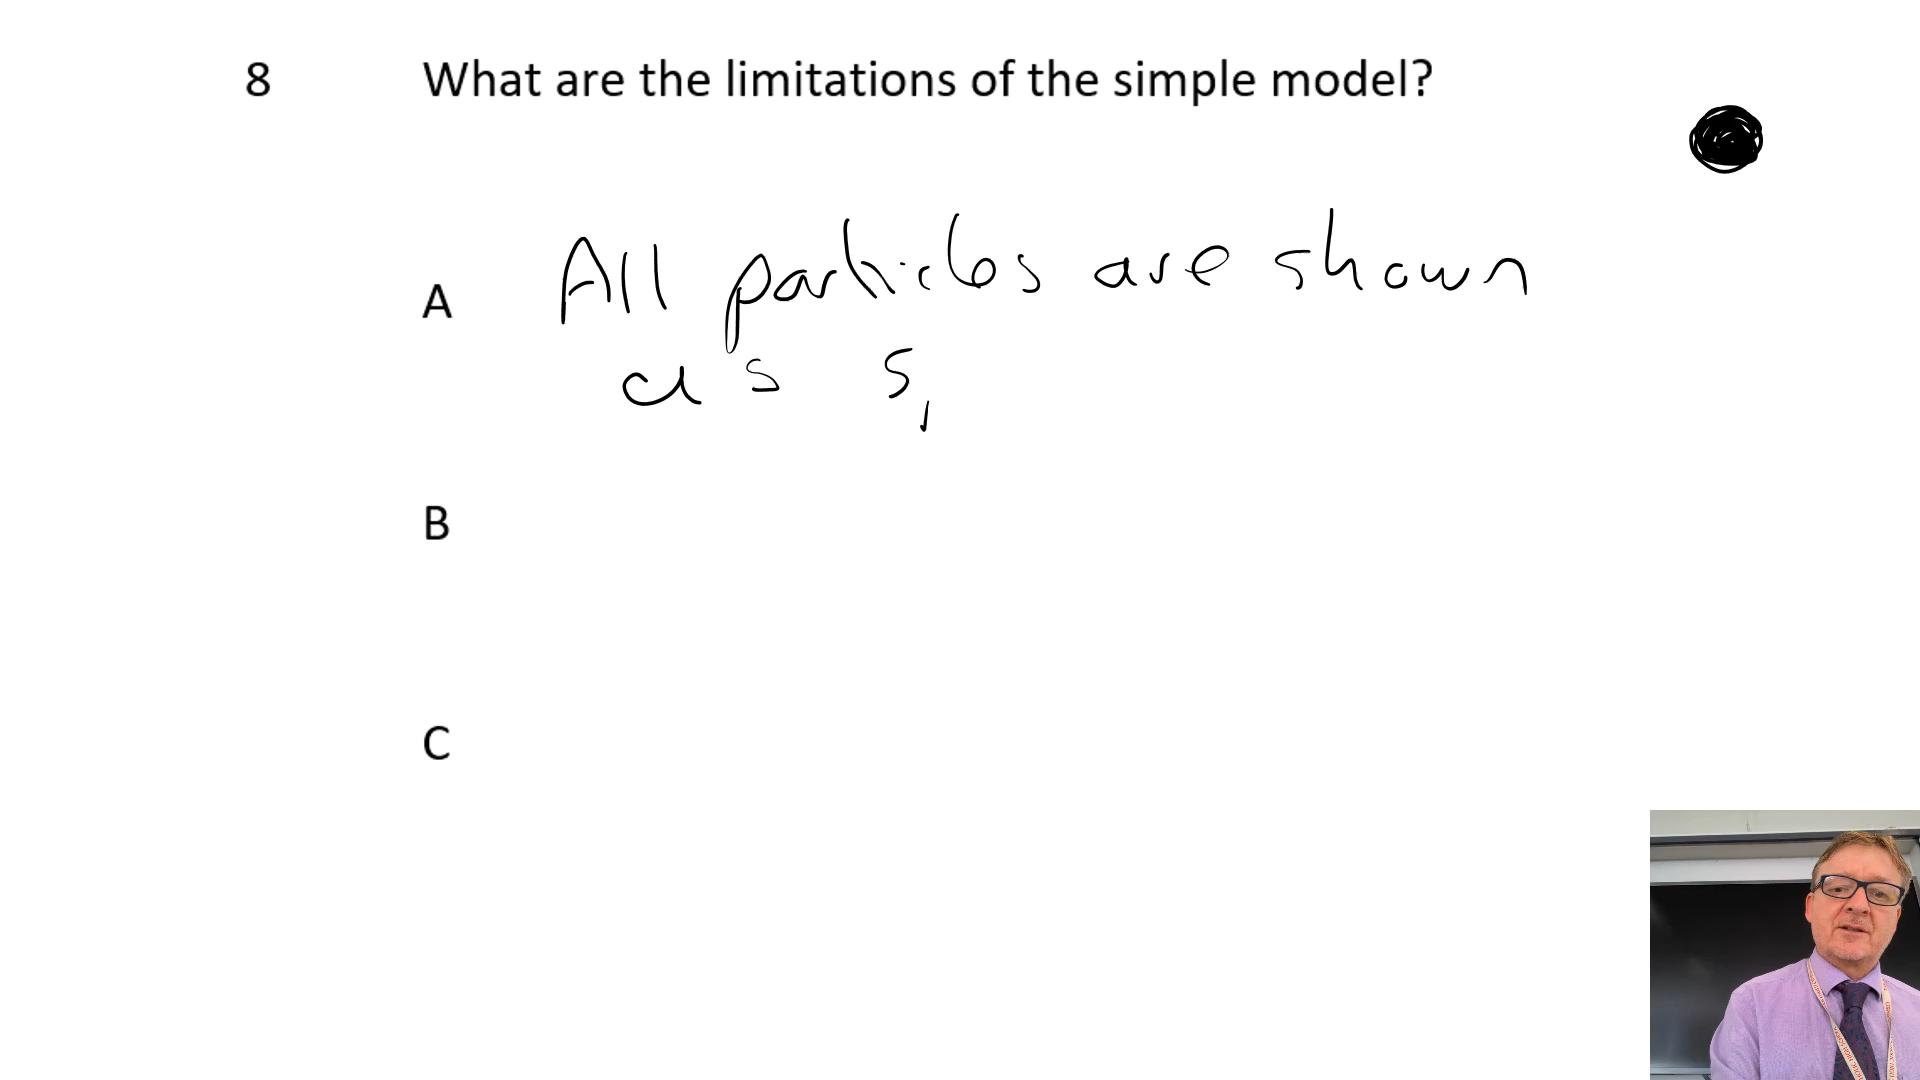 8 What are the limitations of the simple model?
A All particles are shown
as s
B
C